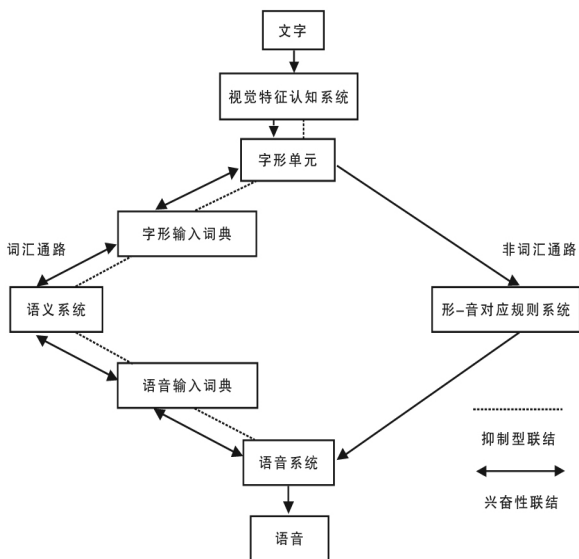 文字
视觉特征认知系统
字形单元
字形输入词典
词汇通路
非词汇通路
语义系统
形–音对应规则系统
语音输入词典
抑制型联结
语音系统
兴奋性联结
语音